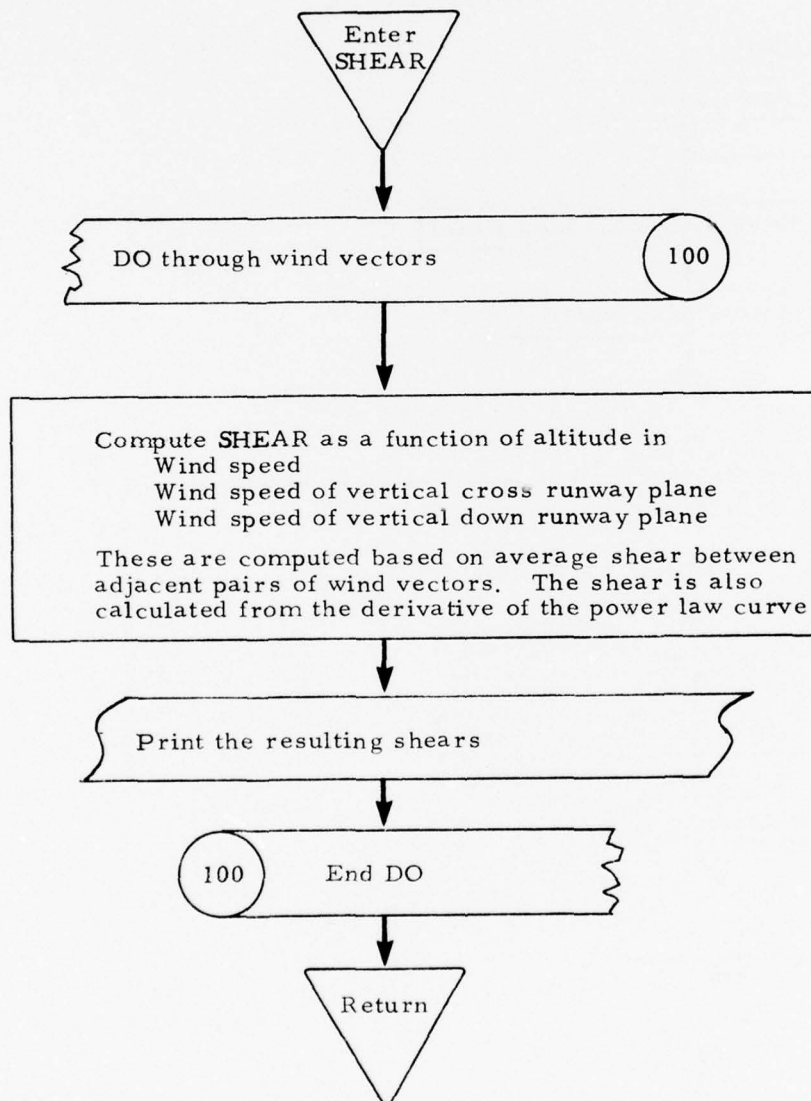 Enter
SHEAR
DO through wind vectors
100
Compute SHEAR as a function of altitude in
Wind speed
Wind speed of vertical cross runway plane
Wind speed of vertical down runway plane
These are computed based on average shear between
adjacent pairs of wind vectors. The shear is also
calculated from the derivative of the power law curve
Print the resulting shears
100
End DO
Return